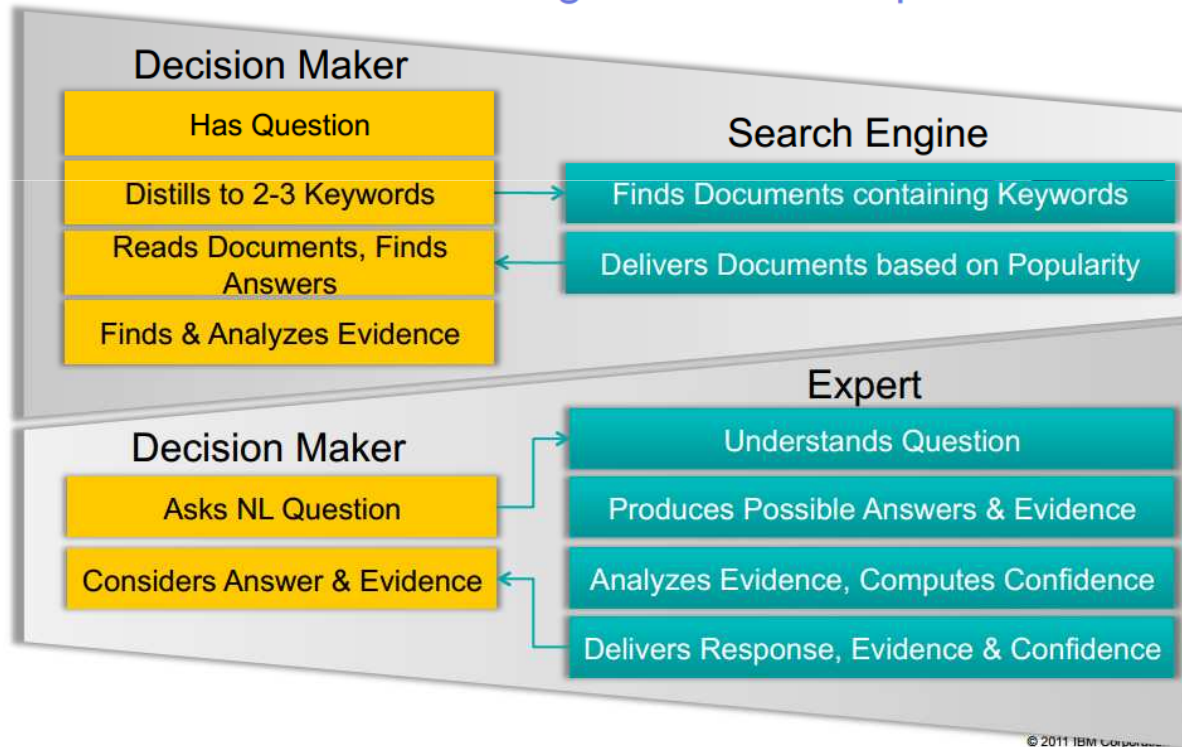 Decision Maker
Has Question
Distills to 2-3 Keywords
Reads Documents, Finds
Answers
Finds & Analyzes Evidence
Search Engine
Finds Documents containing Keywords
Delivers Documents based on Popularity
Decision Maker
Asks NL Question
Considers Answer & Evidence
Expert
Understands Question
Produces Possible Answers & Evidence
Analyzes Evidence, Computes Confidence
Delivers Response, Evidence & Confidence
© 2011 IBM